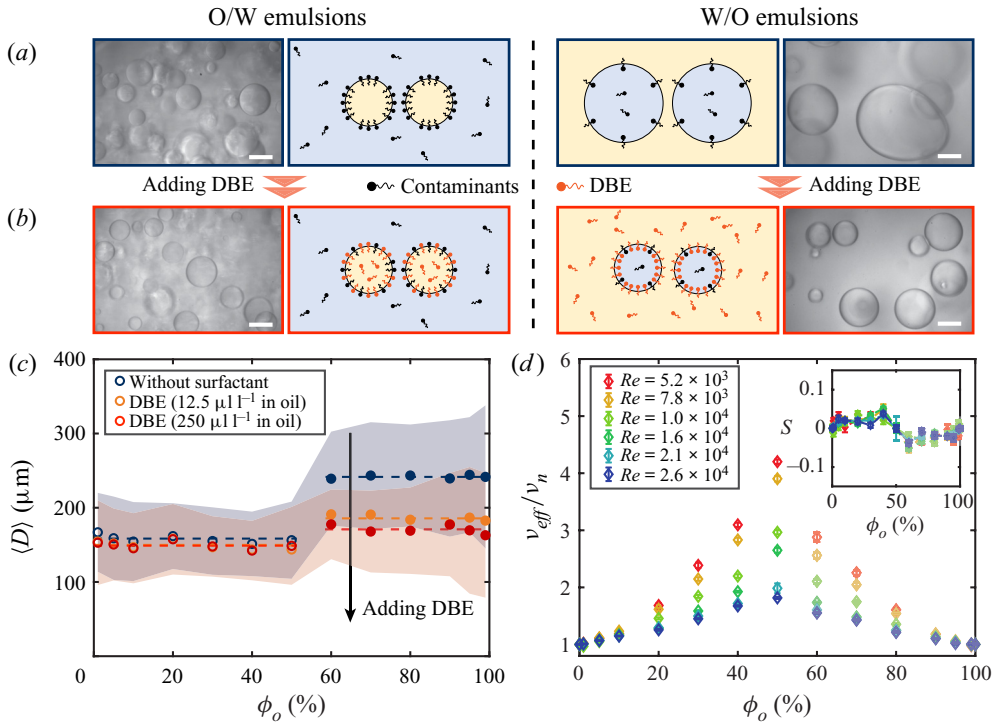 O/W emulsions
W/O emulsions
(a)
Adding DBE
Contaminants
DBE
Adding DBE
(b)
(c)
400
300
200
100
0
⟨D⟩ (μm)
Without surfactant
DBE (12.5 μl l⁻¹ in oil)
DBE (250 μl l⁻¹ in oil)
Adding DBE
0 20 40 60 80 100
ϕo (%)
(d)
6
5
4
3
2
1
νeff/νn
Re = 5.2 × 10³
Re = 7.8 × 10³
Re = 1.0 × 10⁴
Re = 1.6 × 10⁴
Re = 2.1 × 10⁴
Re = 2.6 × 10⁴
0.1
0
−0.1
S
0 50 100
ϕo (%)
0 20 40 60 80 100
ϕo (%)